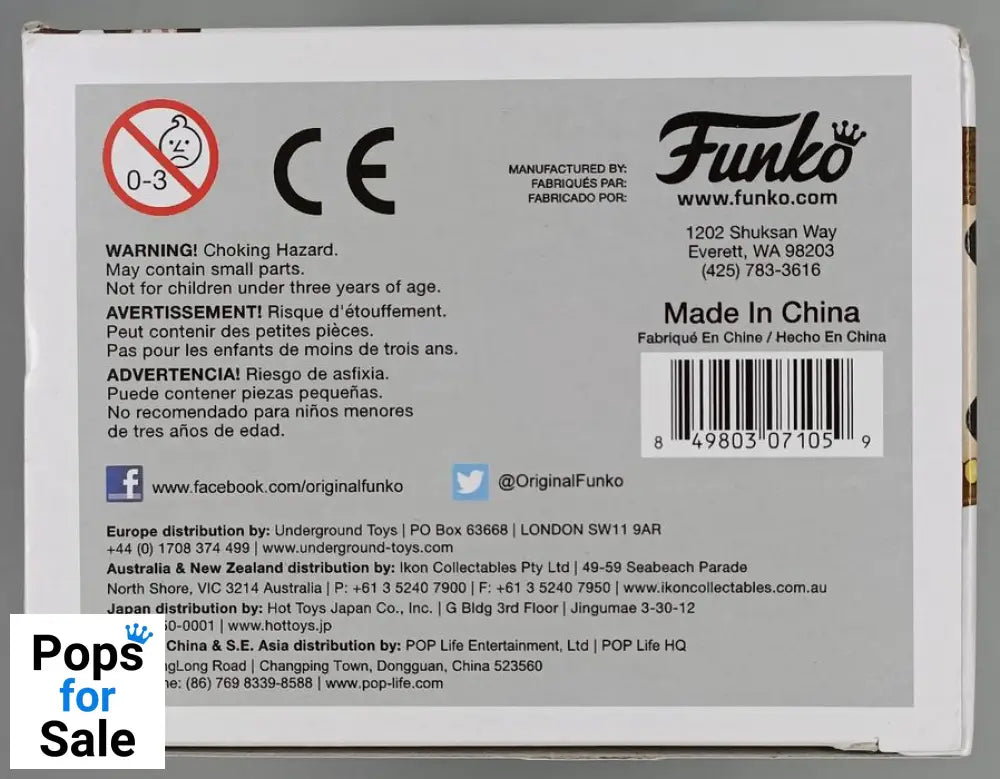 0-3
CE
MANUFACTURED BY:
FABRIQUÉS PAR:
FABRICADO POR:
Funko
www.funko.com
1202 Shuksan Way
Everett, WA 98203
(425) 783-3616
Made In China
Fabriqué En Chine / Hecho En China
8 49803 07105 9
WARNING! Choking Hazard.
May contain small parts.
Not for children under three years of age.
AVERTISSEMENT! Risque d'étouffement.
Peut contenir des petites pièces.
Pas pour les enfants de moins de trois ans.
ADVERTENCIA! Riesgo de asfixia.
Puede contener piezas pequeñas.
No recomendado para niños menores
de tres años de edad.
f www.facebook.com/originalfunko
@OriginalFunko
Europe distribution by: Underground Toys | PO Box 63668 | LONDON SW11 9AR
+44 (0) 1708 374 499 | www.underground-toys.com
Australia & New Zealand distribution by: Ikon Collectables Pty Ltd | 49-59 Seabeach Parade
North Shore, VIC 3214 Australia | P: +61 3 5240 7900 | F: +61 3 5240 7950 | www.ikoncollectables.com.au
Japan distribution by: Hot Toys Japan Co., Inc. | G Bldg 3rd Floor | Jingumae 3-30-12
0-0001 | www.hottoys.jp
China & S.E. Asia distribution by: POP Life Entertainment, Ltd | POP Life HQ
Long Road | Changping Town, Dongguan, China 523560
(86) 769 8339-8588 | www.pop-life.com
Pops
for
Sale